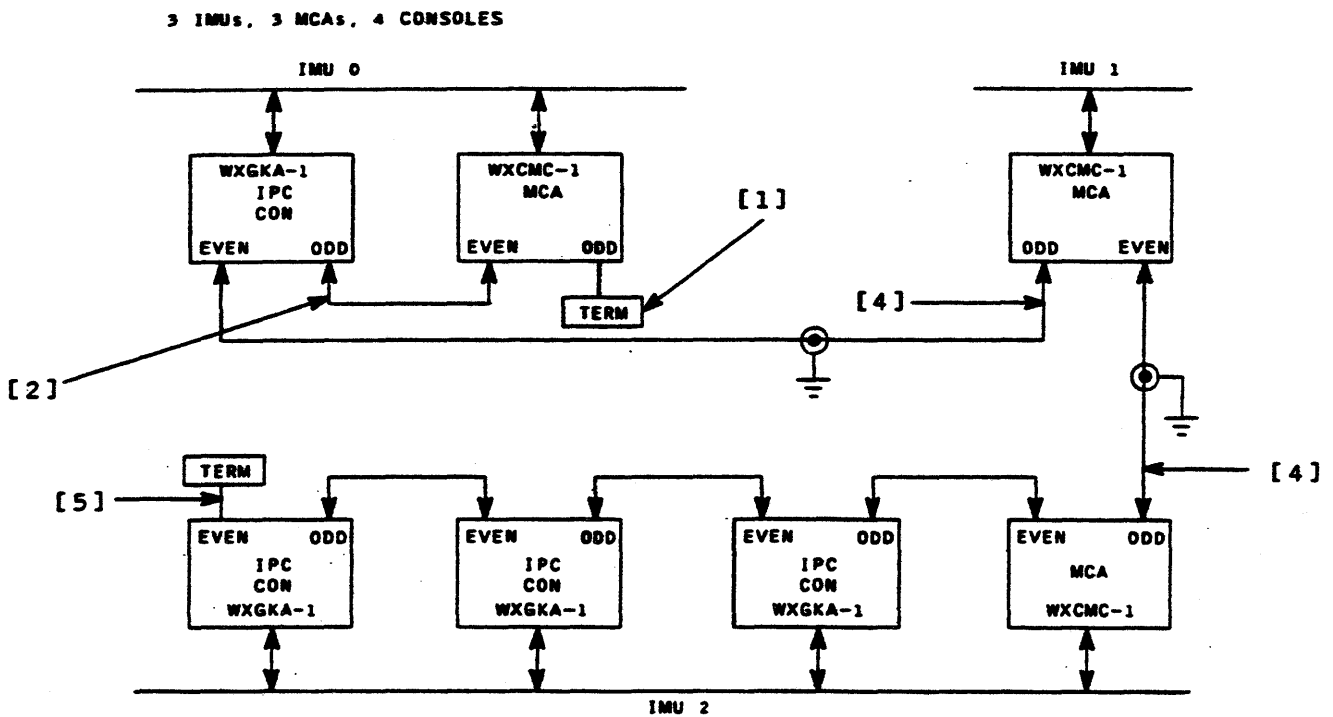 3 IMUs, 3 MCAs, 4 CONSOLES
IMU 0
IMU 1
WXGKA-1
IPC
CON
EVEN ODD
WXCMC-1
MCA
EVEN ODD
[1]
WXCMC-1
MCA
ODD EVEN
TERM
[4]
[2]
TERM
[5]
[4]
EVEN ODD
IPC
CON
WXGKA-1
EVEN ODD
IPC
CON
WXGKA-1
EVEN ODD
IPC
CON
WXGKA-1
EVEN ODD
MCA
WXCMC-1
IMU 2